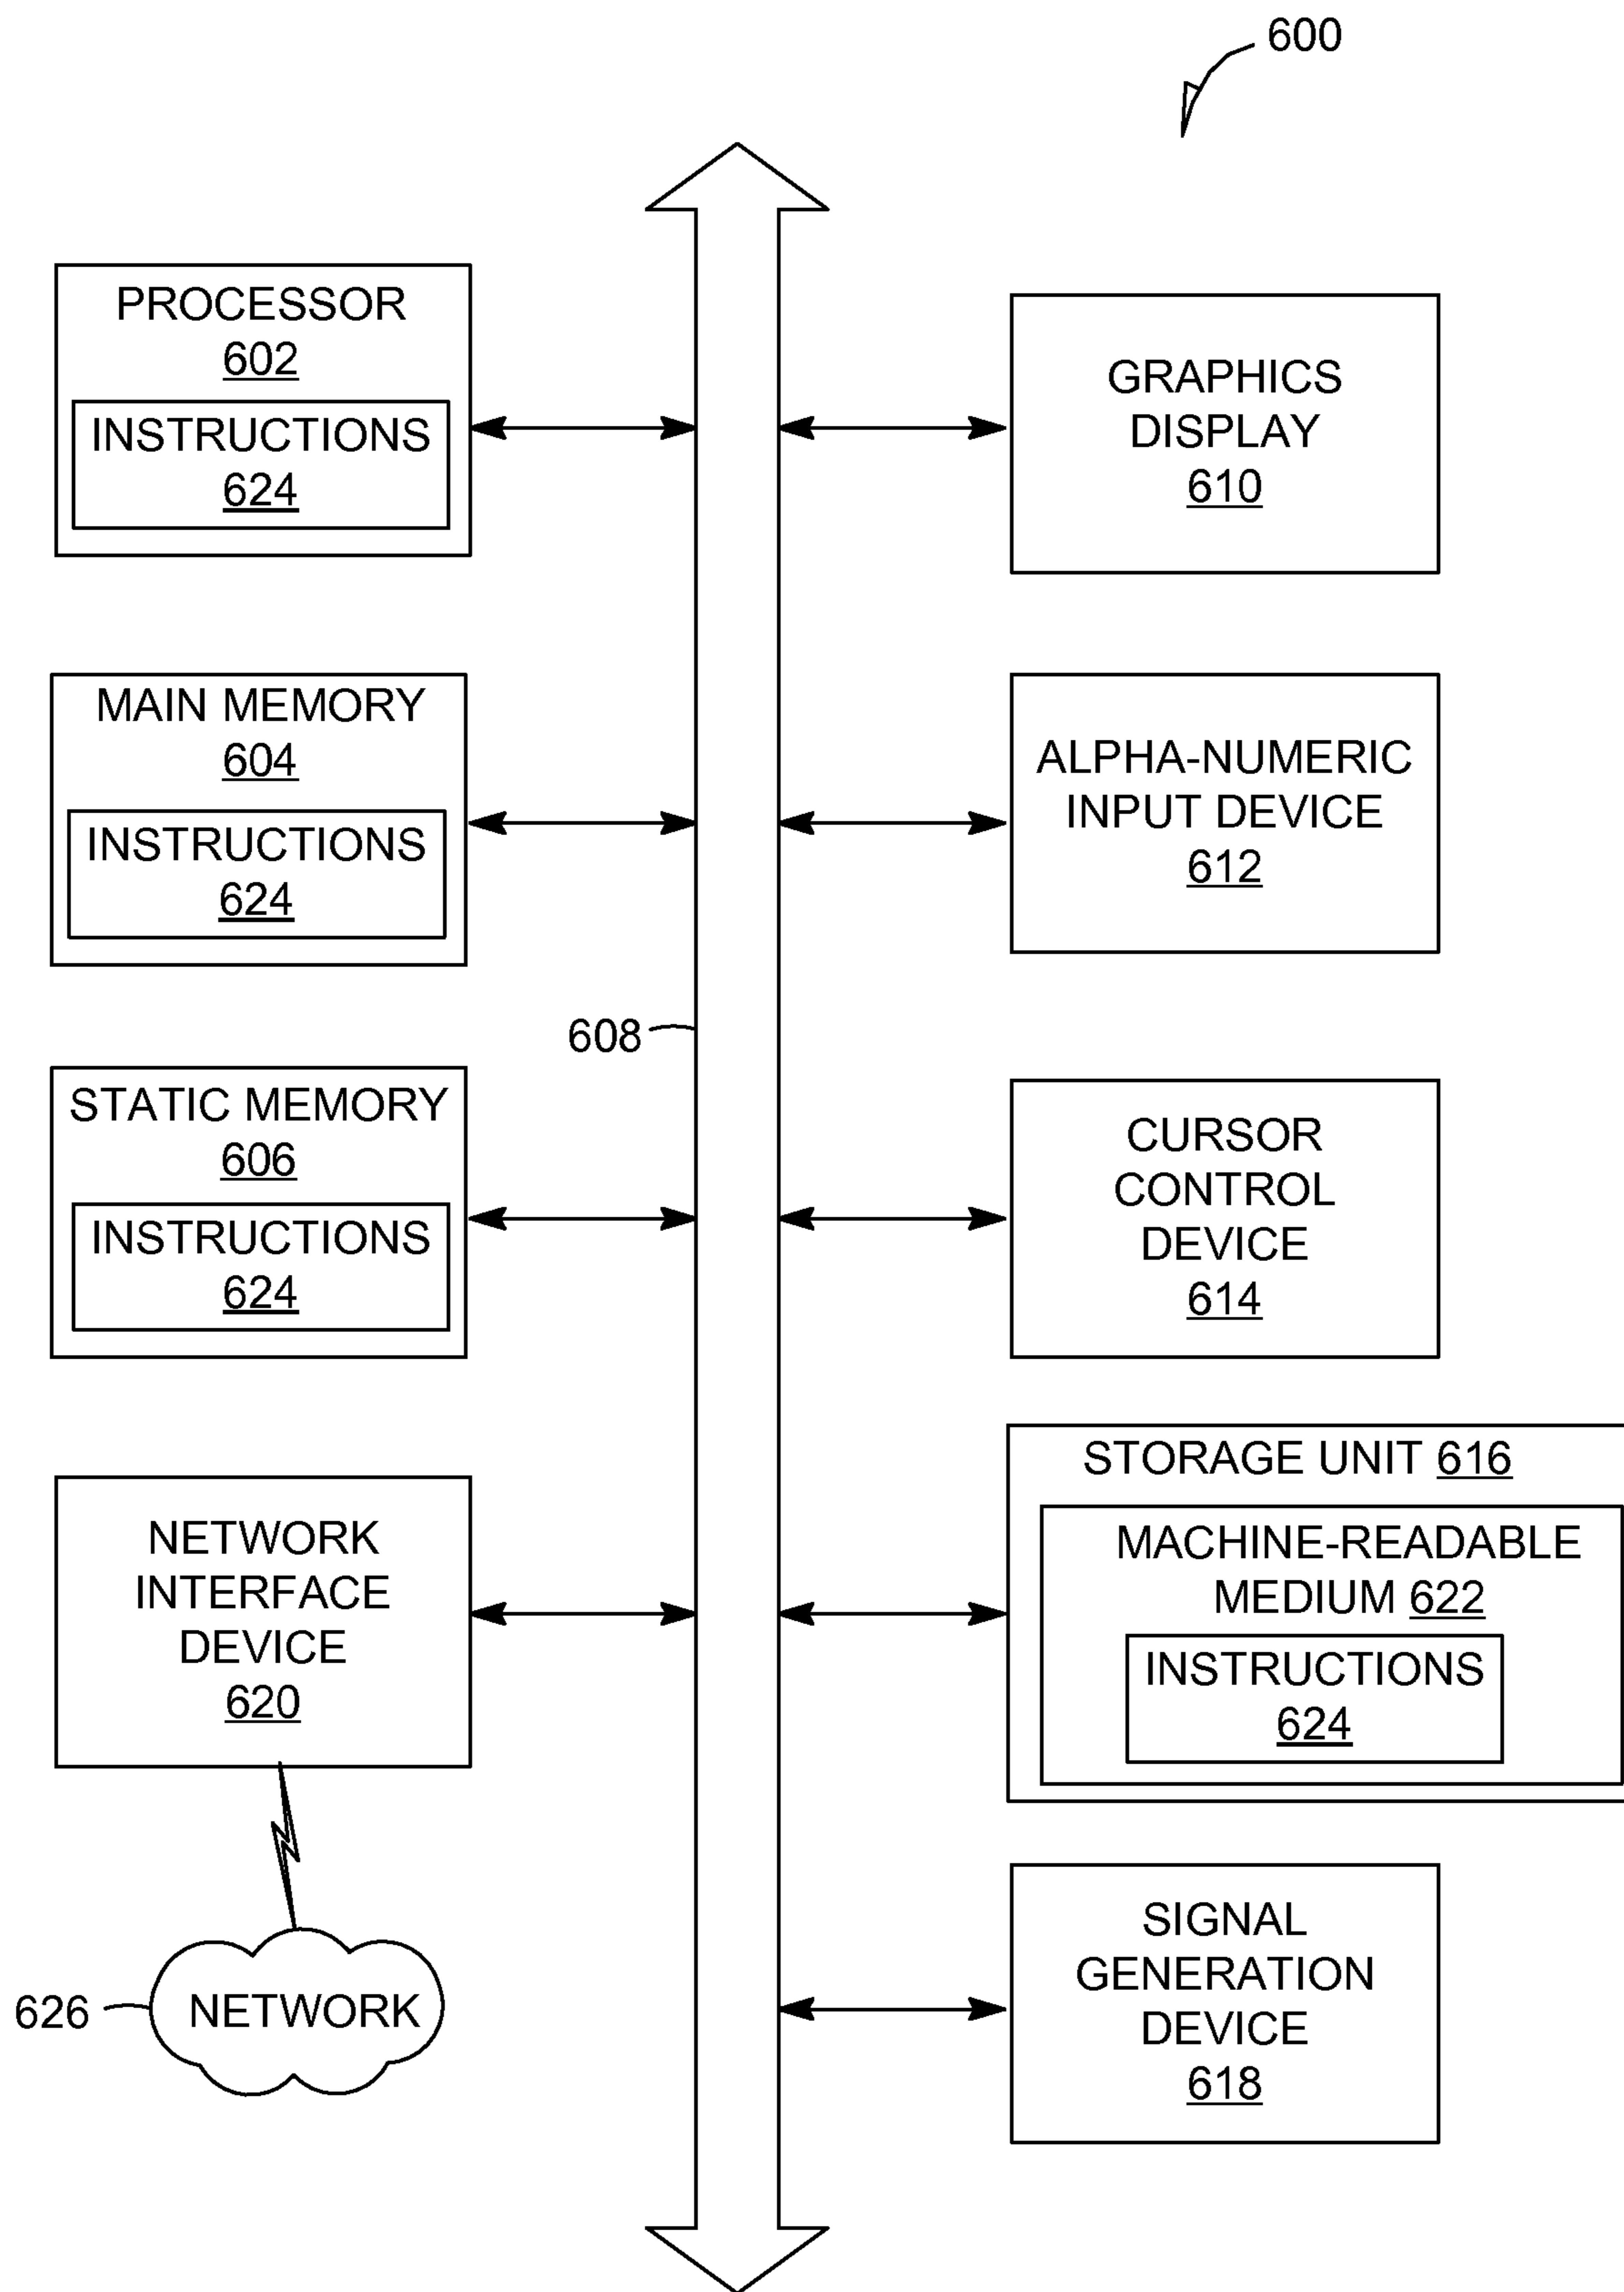 600
PROCESSOR
602
INSTRUCTIONS
624
GRAPHICS
DISPLAY
610
MAIN MEMORY
604
INSTRUCTIONS
624
ALPHA-NUMERIC
INPUT DEVICE
612
608
STATIC MEMORY
606
INSTRUCTIONS
624
CURSOR
CONTROL
DEVICE
614
NETWORK
INTERFACE
DEVICE
620
STORAGE UNIT 616
MACHINE-READABLE
MEDIUM 622
INSTRUCTIONS
624
626
NETWORK
SIGNAL
GENERATION
DEVICE
618